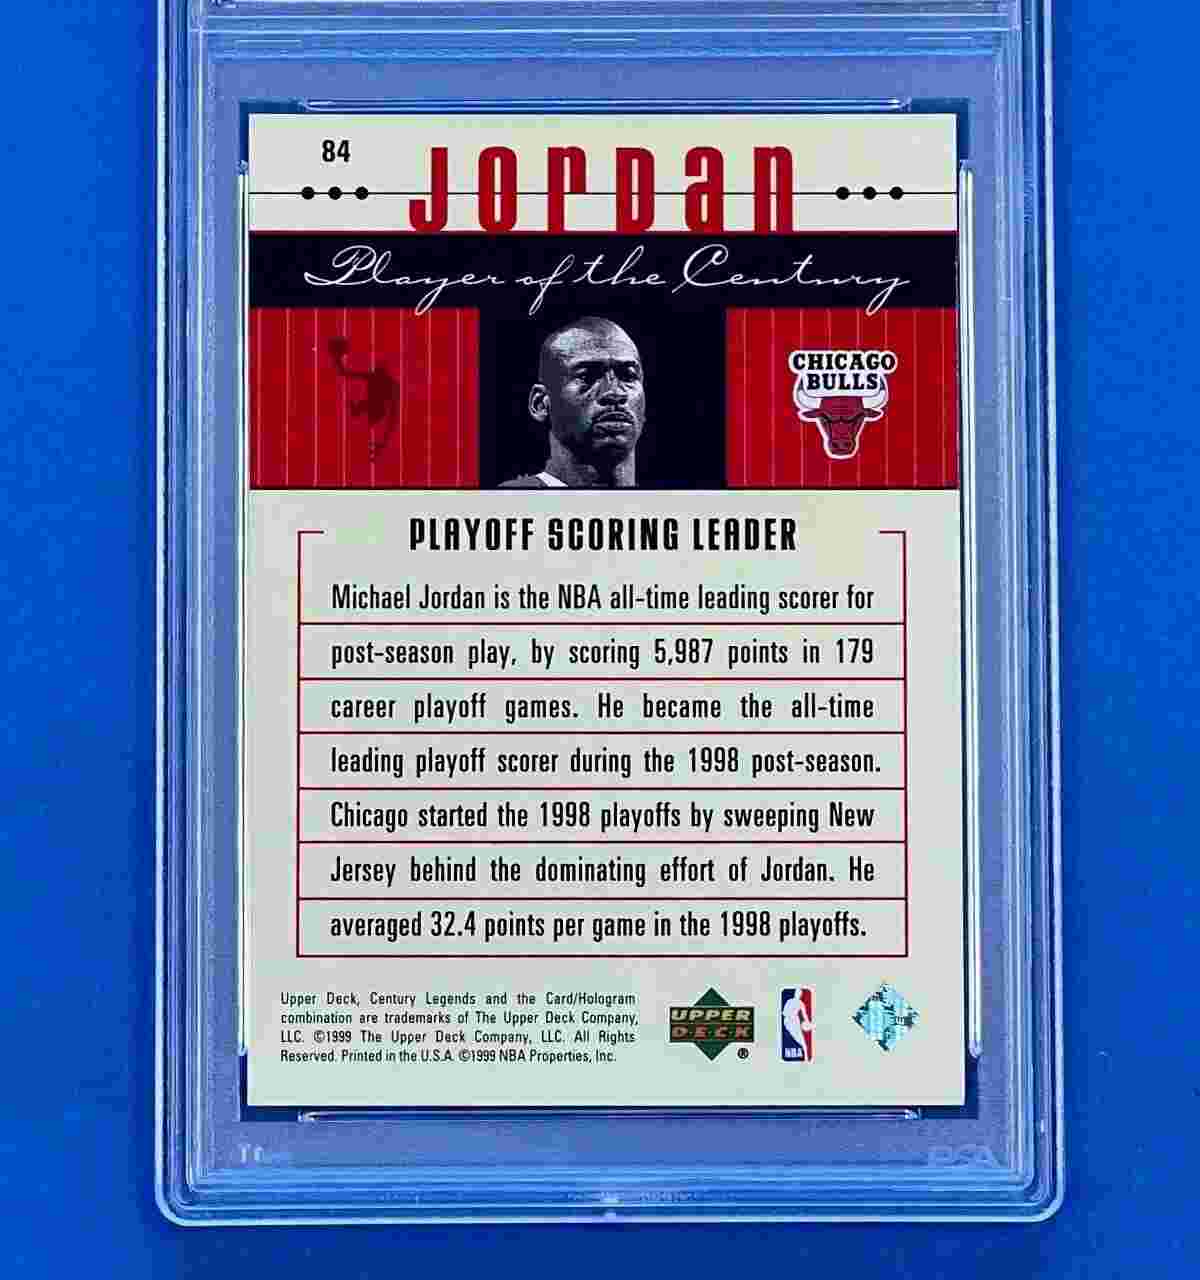 84
JORDAN
Player of the Century
CHICAGO
BULLS
PLAYOFF SCORING LEADER
Michael Jordan is the NBA all-time leading scorer for
post-season play, by scoring 5,987 points in 179
career playoff games. He became the all-time
leading playoff scorer during the 1998 post-season.
Chicago started the 1998 playoffs by sweeping New
Jersey behind the dominating effort of Jordan. He
averaged 32.4 points per game in the 1998 playoffs.
Upper Deck, Century Legends and the Card/Hologram
combination are trademarks of The Upper Deck Company,
LLC. ©1999 The Upper Deck Company, LLC. All Rights
Reserved. Printed in the U.S.A. ©1999 NBA Properties, Inc.
UPPER
DECK
®
NBA
PSA